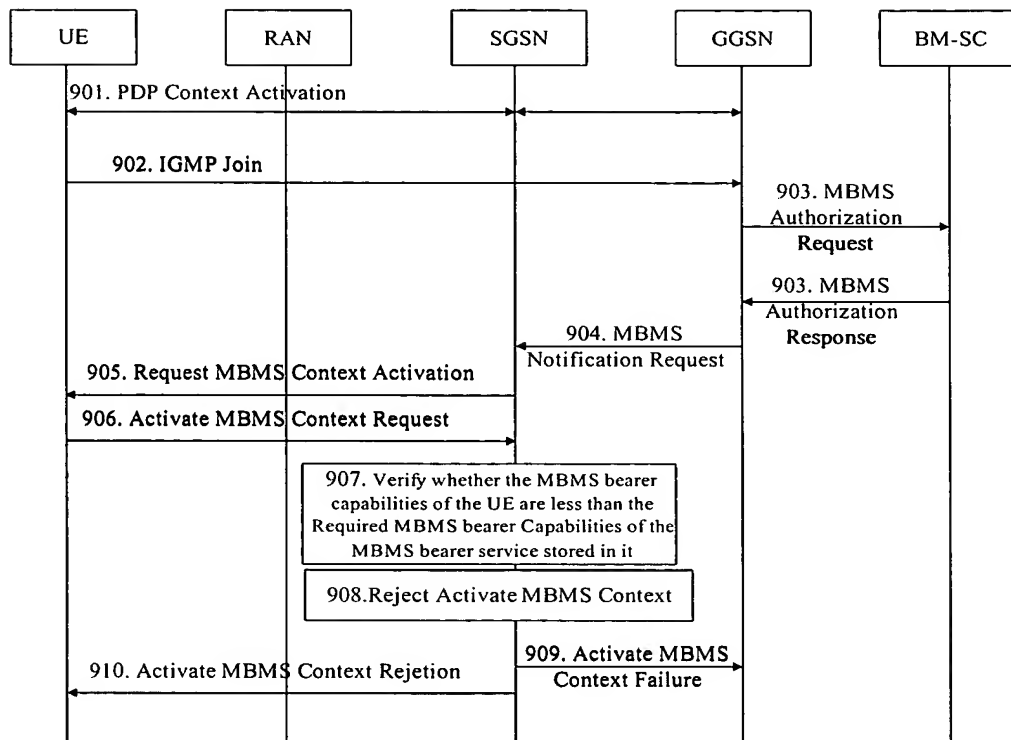 UE
RAN
SGSN
GGSN
BM-SC
901. PDP Context Activation
902. IGMP Join
903. MBMS
Authorization
Request
903. MBMS
Authorization
Response
904. MBMS
Notification Request
905. Request MBMS Context Activation
906. Activate MBMS Context Request
907. Verify whether the MBMS bearer
capabilities of the UE are less than the
Required MBMS bearer Capabilities of the
MBMS bearer service stored in it
908.Reject Activate MBMS Context
909. Activate MBMS
Context Failure
910. Activate MBMS Context Rejetion